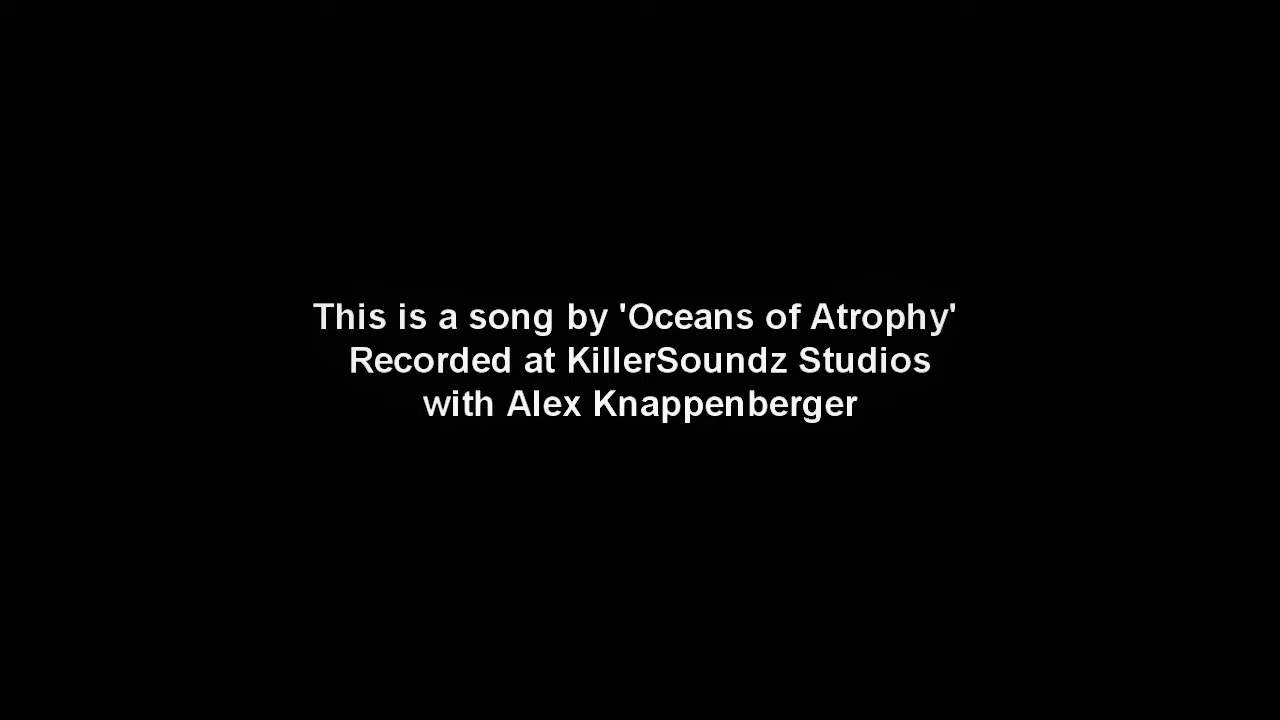 This is a song by 'Oceans of Atrophy'
Recorded at KillerSoundz Studios
with Alex Knappenberger